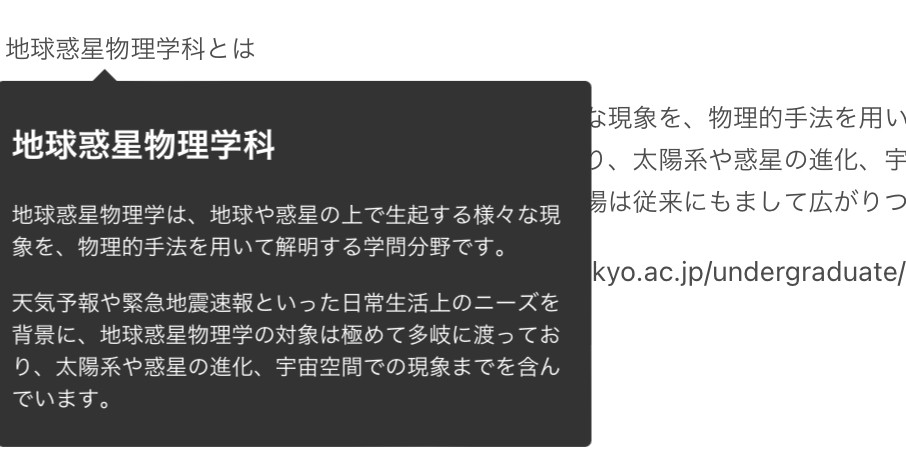 地球惑星物理学科とは
地球惑星物理学科
地球惑星物理学は、地球や惑星の上で生起する様々な現
象を、物理的手法を用いて解明する学問分野です。
天気予報や緊急地震速報といった日常生活上のニーズを
背景に、地球惑星物理学の対象は極めて多岐に渡ってお
り、太陽系や惑星の進化、宇宙空間での現象までを含ん
でいます。
な現象を、物理的手法を用い
り、太陽系や惑星の進化、宇
場は従来にもまして広がりつ
kyo.ac.jp/undergraduate/